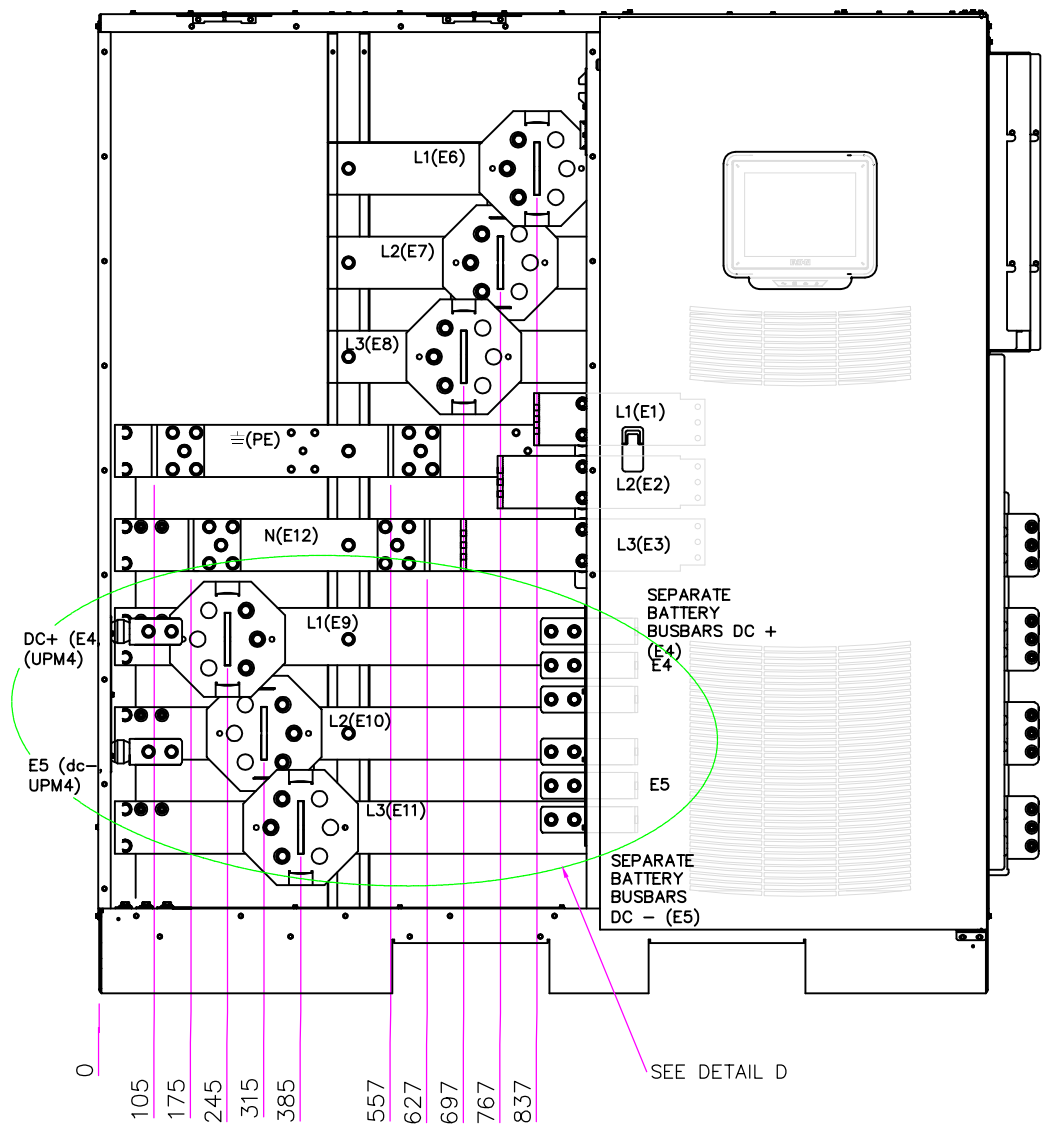 L1(E6)
L2(E7)
L3(E8)
L1(E1)
(PE)
L2(E2)
N(E12)
L3(E3)
SEPARATE
BATTERY
BUSBARS DC +
(E4)
L1(E9)
DC+ (E4,
(UPM4)
E4
L2(E10)
E5 (dc-,
UPM4)
E5
L3(E11)
SEPARATE
BATTERY
BUSBARS
DC - (E5)
SEE DETAIL D
0
105
175
245
315
385
557
627
697
767
837